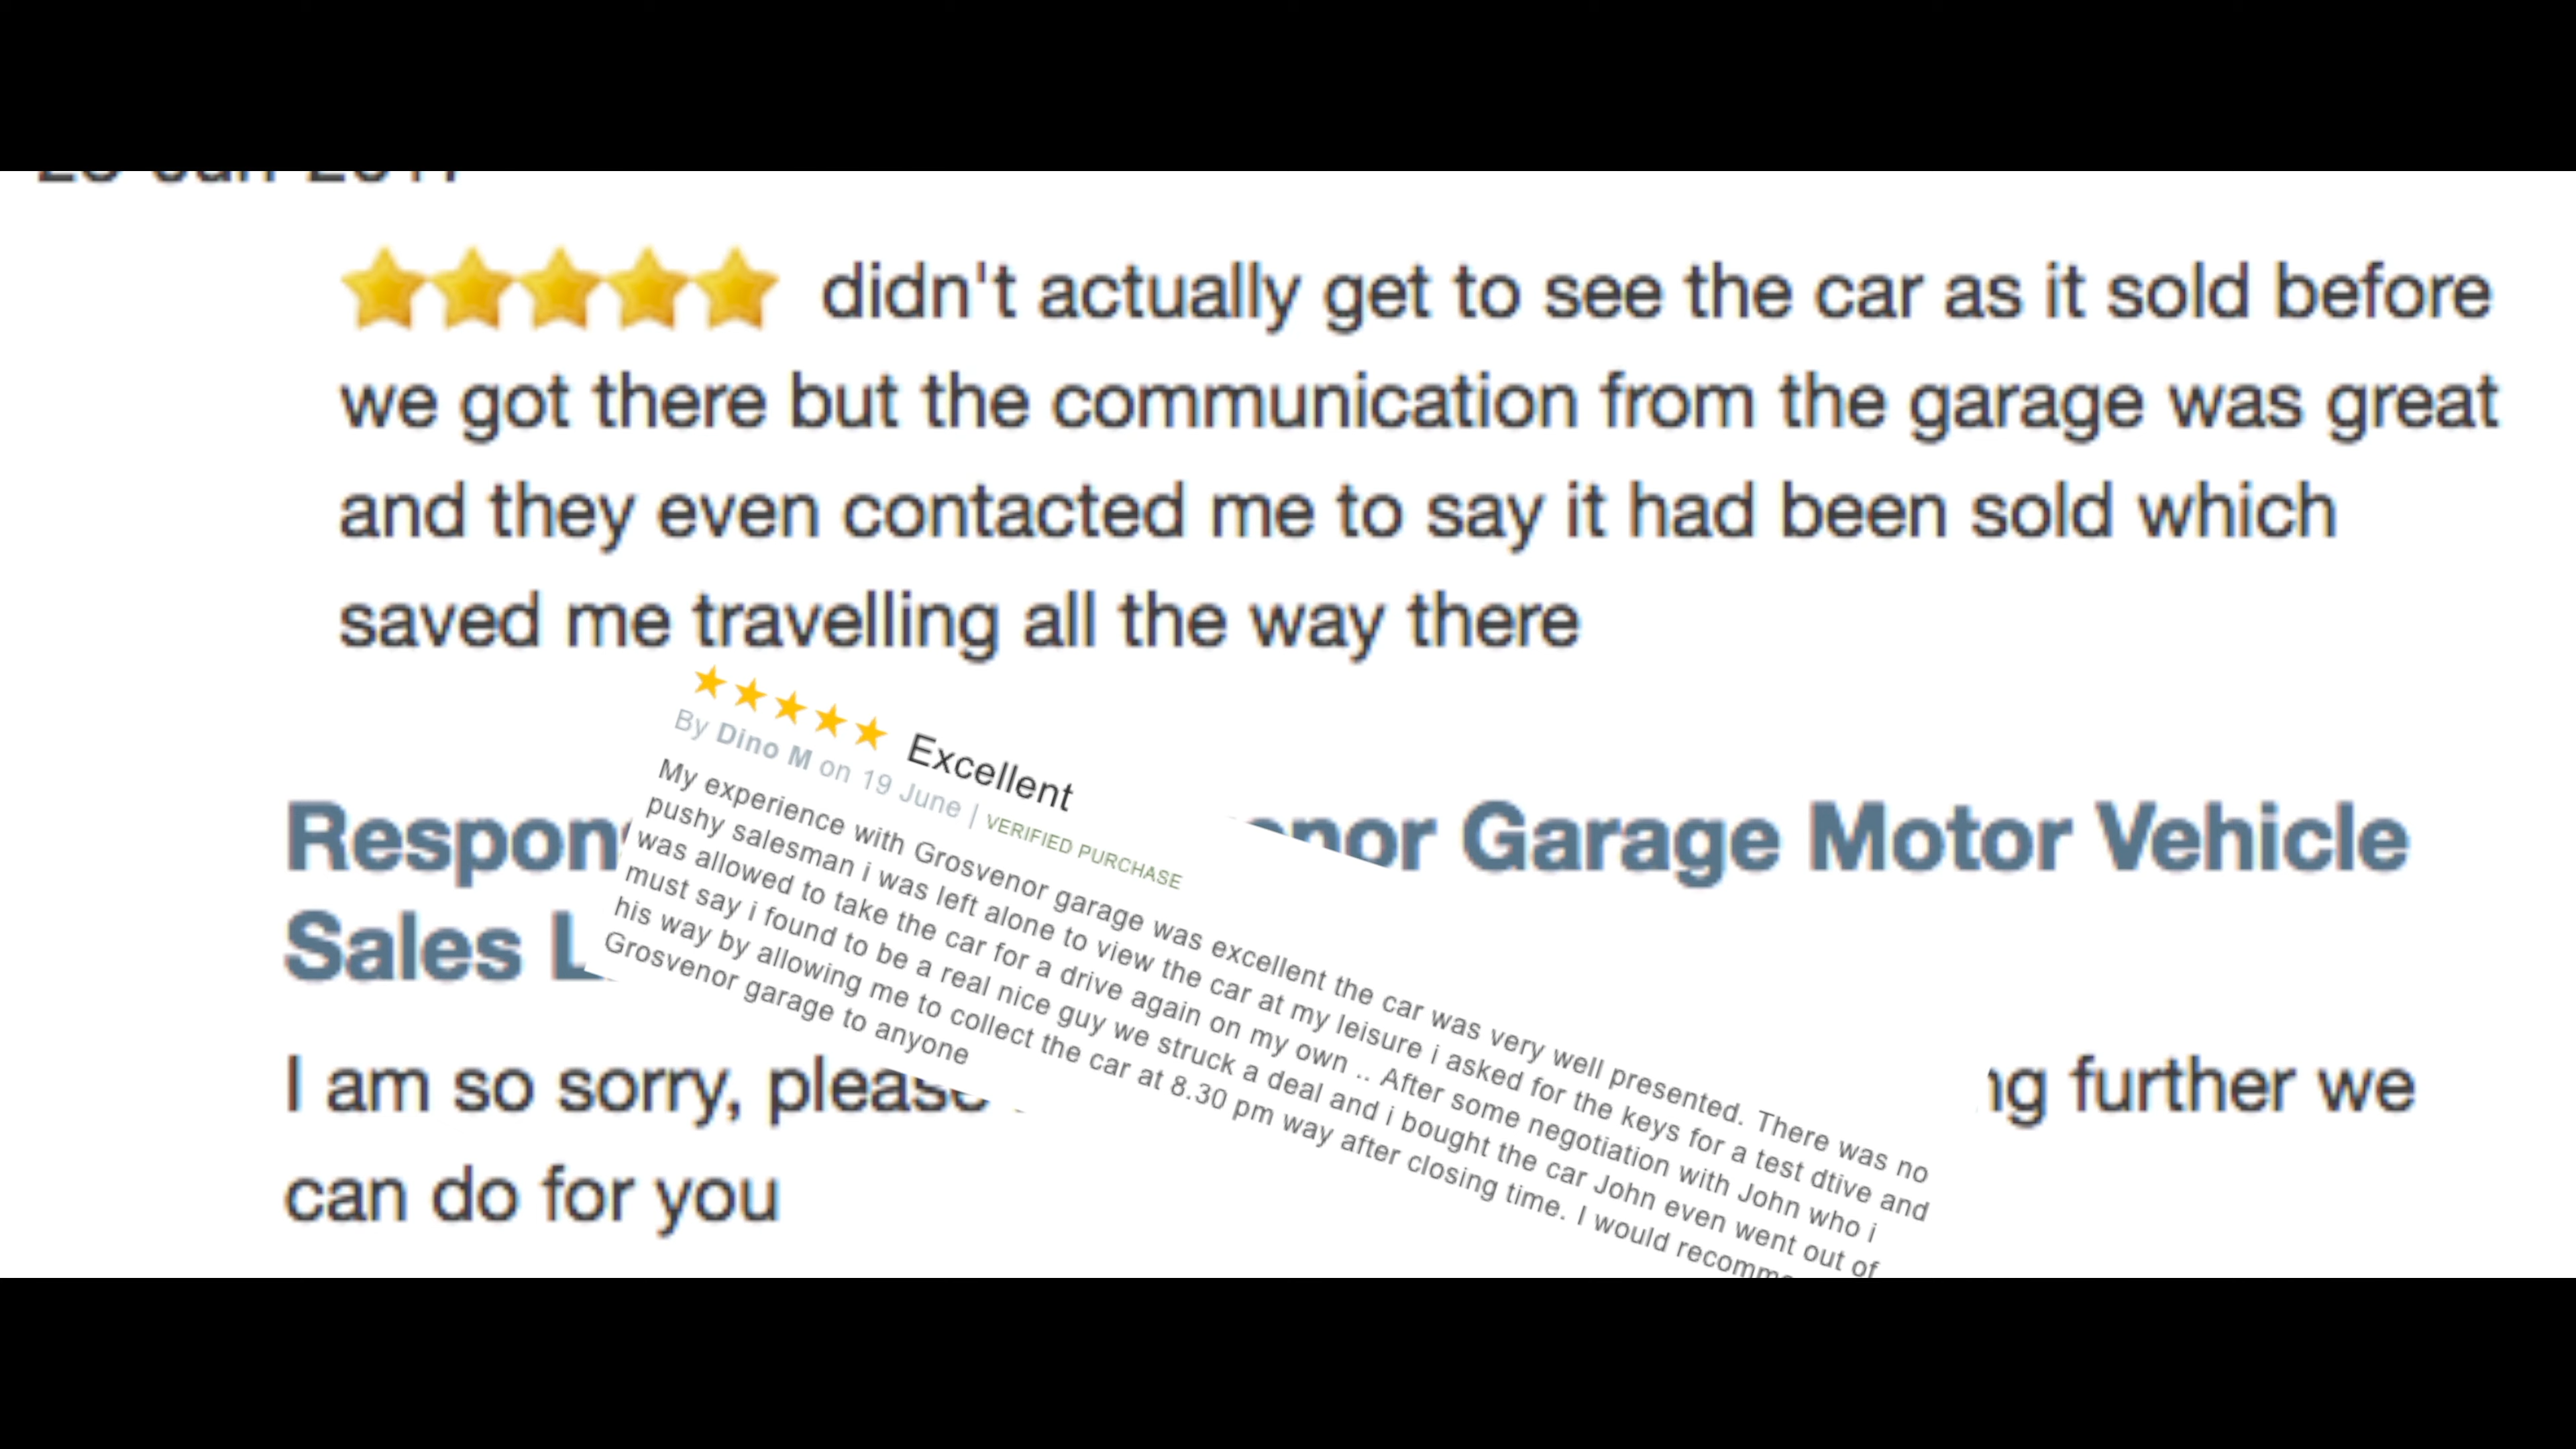 didn't actually get to see the car as it sold before
we got there but the communication from the garage was great
and they even contacted me to say it had been sold which
saved me travelling all the way there
Excellent
By Dino M on 19 June | VERIFIED PURCHASE
My experience with Grosvenor garage was excellent the car was very well presented. There was no
pushy salesman i was left alone to view the car at my leisure i asked for the keys for a test dtive and
was allowed to take the car for a drive again on my own .. After some negotiation with John who i
must say i found to be a real nice guy we struck a deal and i bought the car John even went out of
his way by allowing me to collect the car at 8.30 pm way after closing time. I would
Grosvenor garage to anyone
Garage Motor Vehicle
Sales
I am so sorry, please further we
can do for you